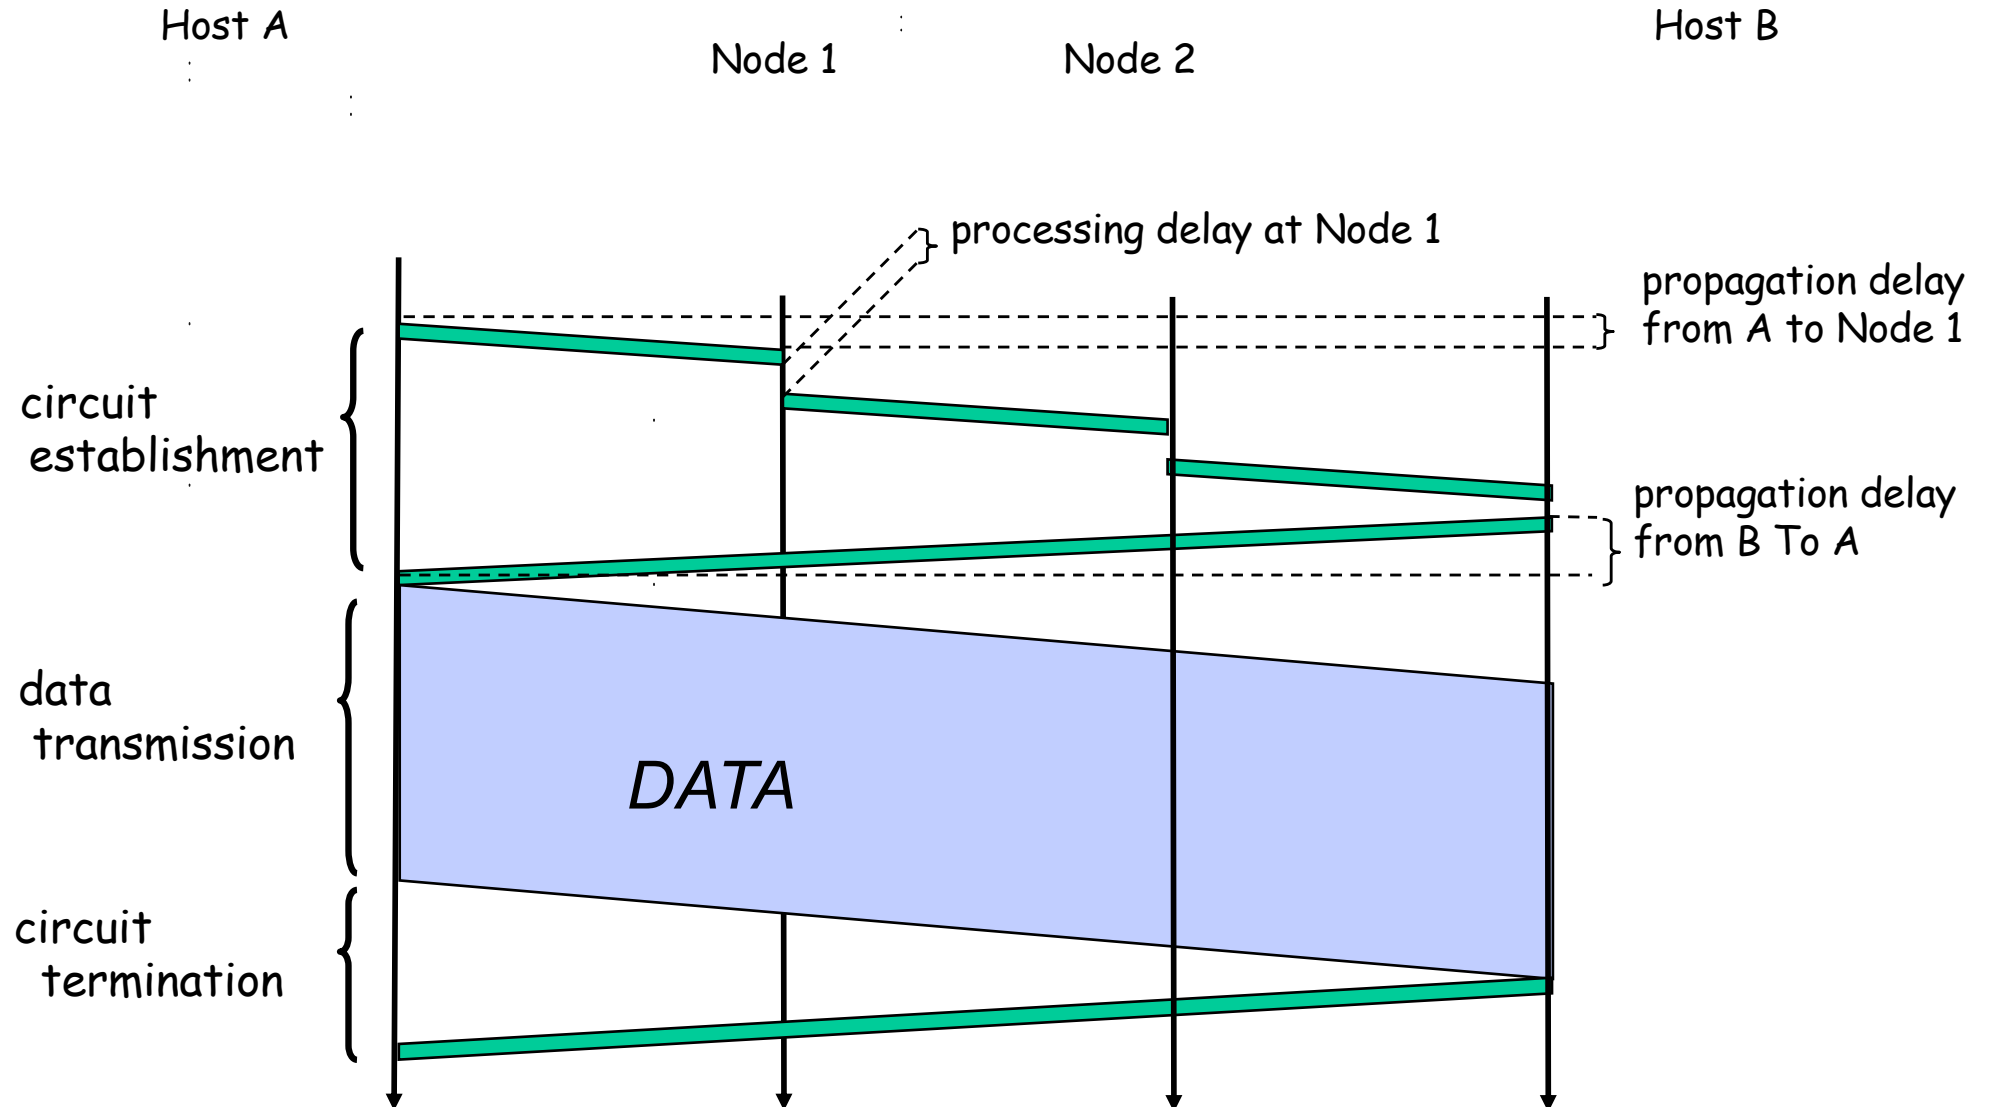 Host A
Host B
Node 1
Node 2
processing delay at Node 1
propagation delay
from A to Node 1
circuit
establishment
propagation delay
from B To A
data
transmission
DATA
circuit
termination